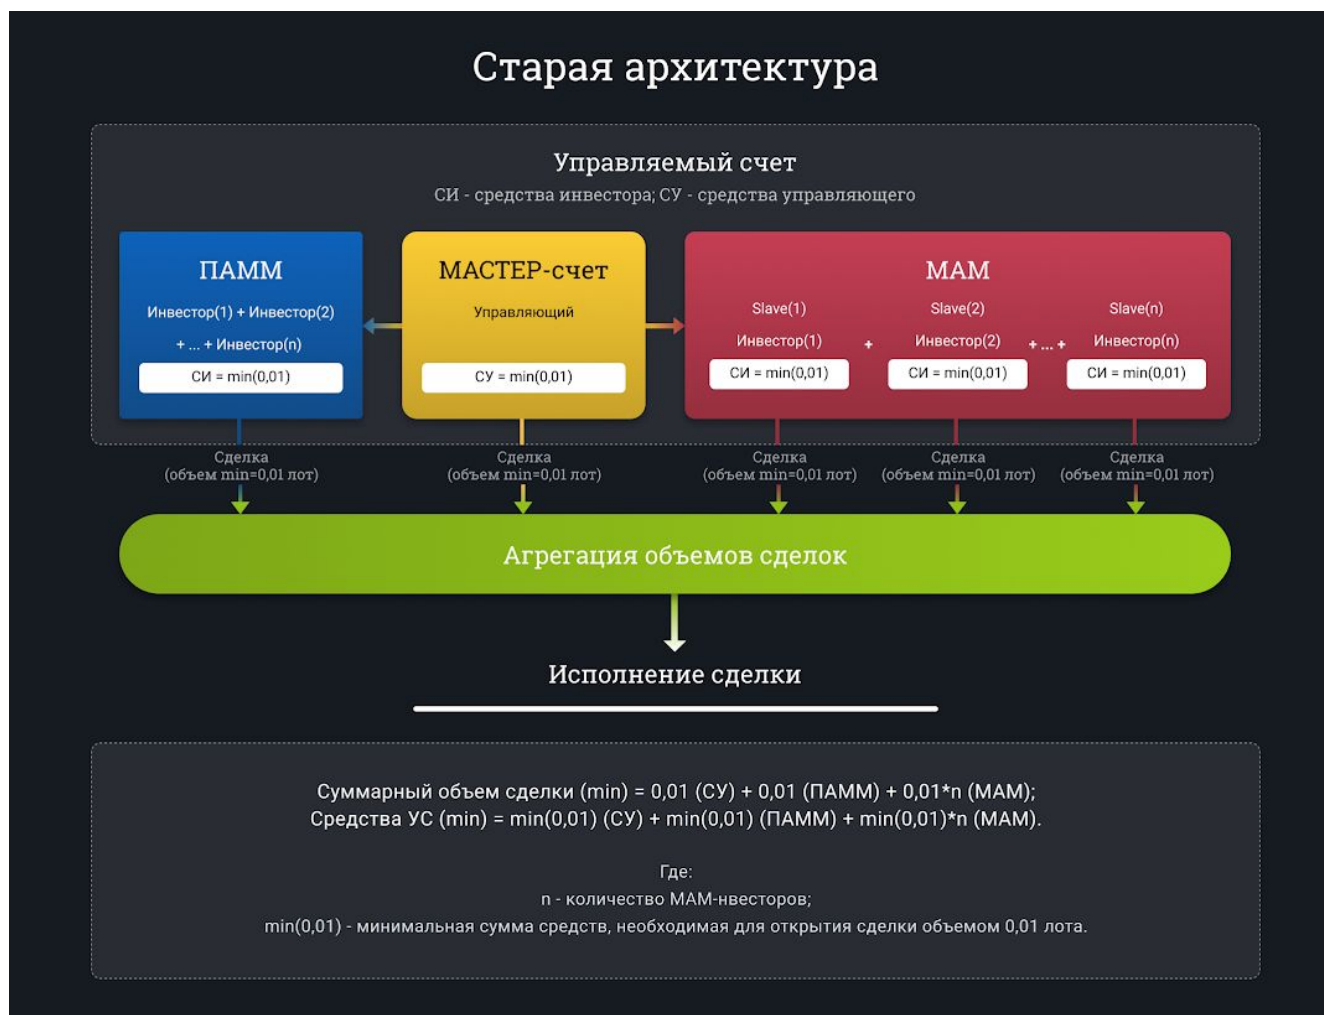 Старая архитектура
Управляемый счет
СИ - средства инвестора; СУ - средства управляющего
ПАММ
Инвестор(1) + Инвестор(2)
+ ... + Инвестор(n)
СИ = min(0,01)
МАСТЕР-счет
Управляющий
СУ = min(0,01)
МАМ
Slave(1)
Инвестор(1)
СИ = min(0,01)
+
Slave(2)
Инвестор(2)
СИ = min(0,01)
+ ... +
Slave(n)
Инвестор(n)
СИ = min(0,01)
Сделка
(объем min=0,01 лот)
Сделка
(объем min=0,01 лот)
Сделка
(объем min=0,01 лот)
Сделка
(объем min=0,01 лот)
Сделка
(объем min=0,01 лот)
Агрегация объемов сделок
Исполнение сделки
Суммарный объем сделки (min) = 0,01 (СУ) + 0,01 (ПАММ) + 0,01*n (МАМ);
Средства УС (min) = min(0,01) (СУ) + min(0,01) (ПАММ) + min(0,01)*n (МАМ).
Где:
n - количество МАМ-нвесторов;
min(0,01) - минимальная сумма средств, необходимая для открытия сделки объемом 0,01 лота.